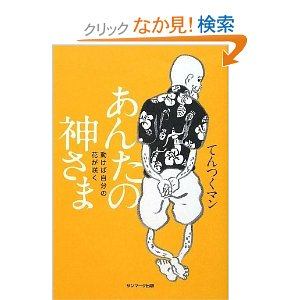 クリック なか見! 検索
あんたの
神さま
動けば自分の
花が咲く
てんつくマン
サンマーク出版